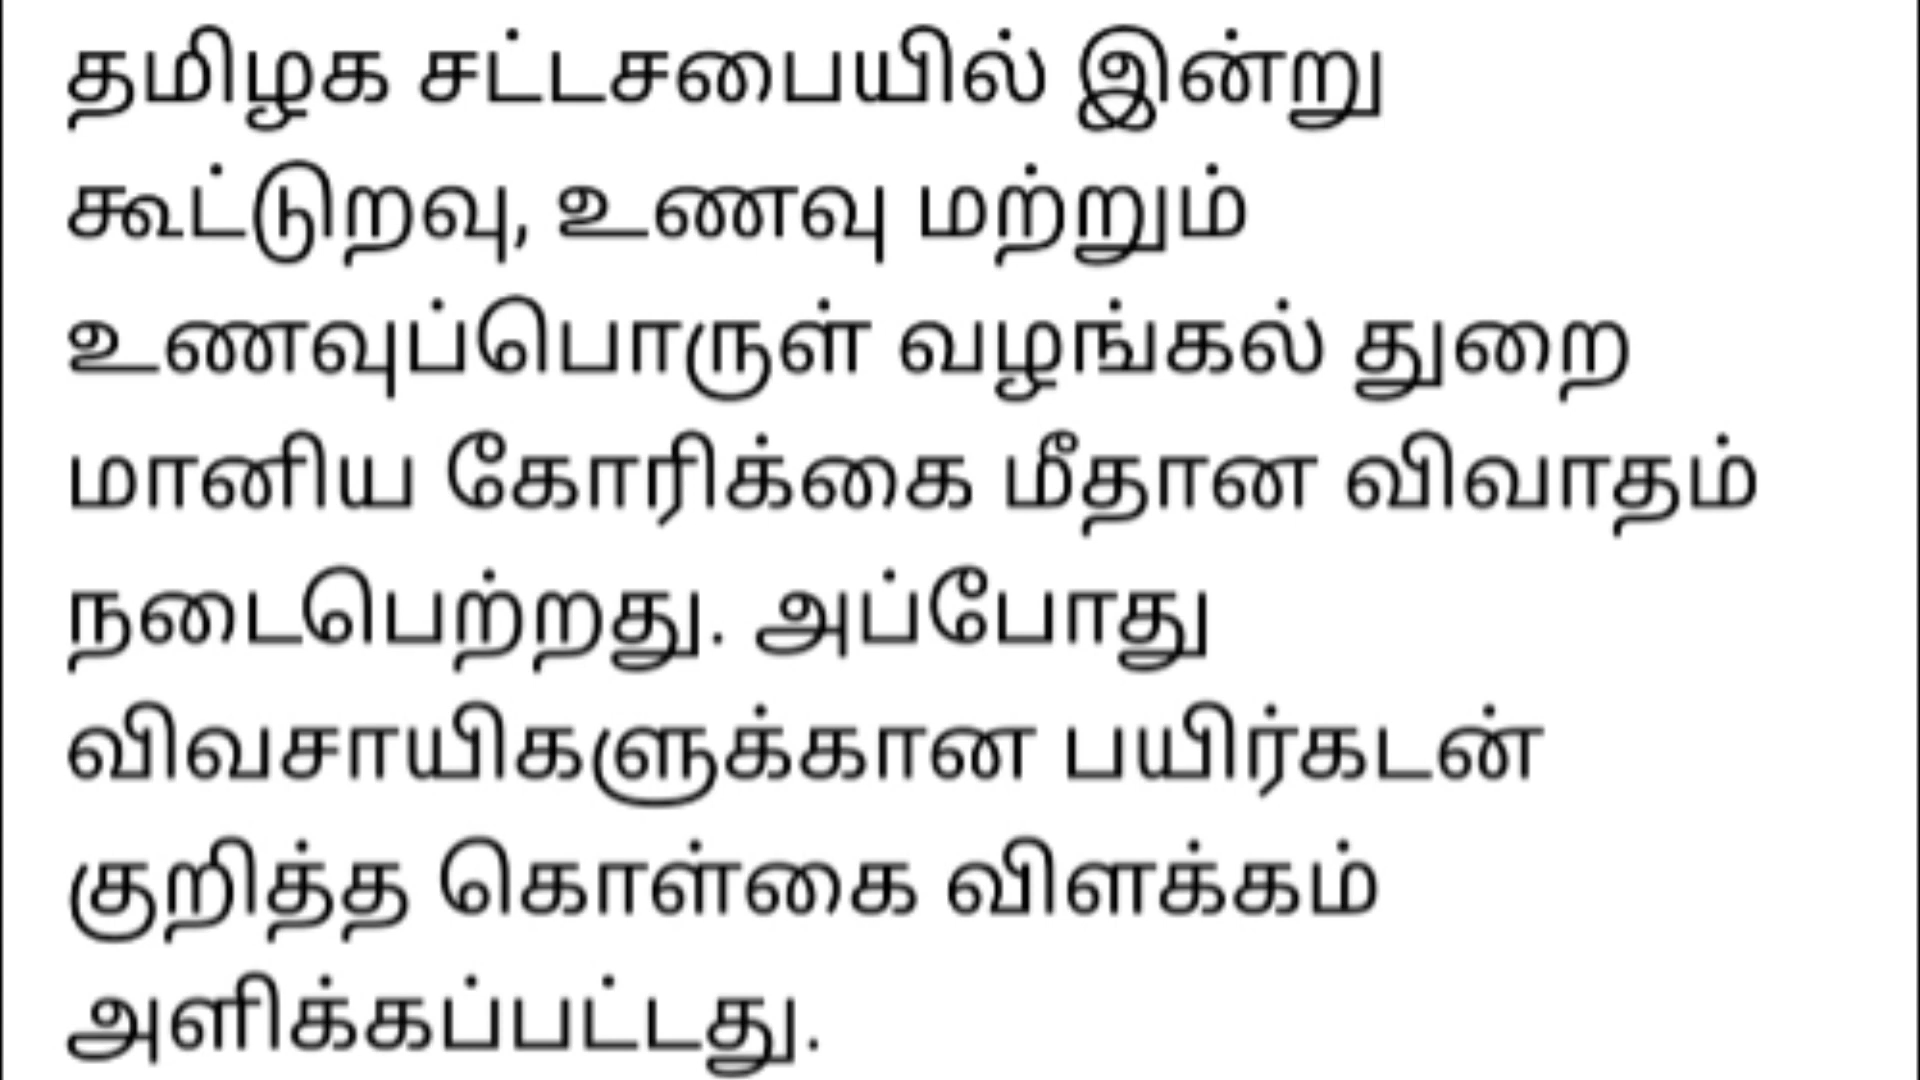 தமிழக சட்டசபையில் இன்று
கூட்டுறவு, உணவு மற்றும்
உணவுப்பொருள் வழங்கல் துறை
மானிய கோரிக்கை மீதான விவாதம்
நடைபெற்றது. அப்போது
விவசாயிகளுக்கான பயிர்கடன்
குறித்த கொள்கை விளக்கம்
அளிக்கப்பட்டது.